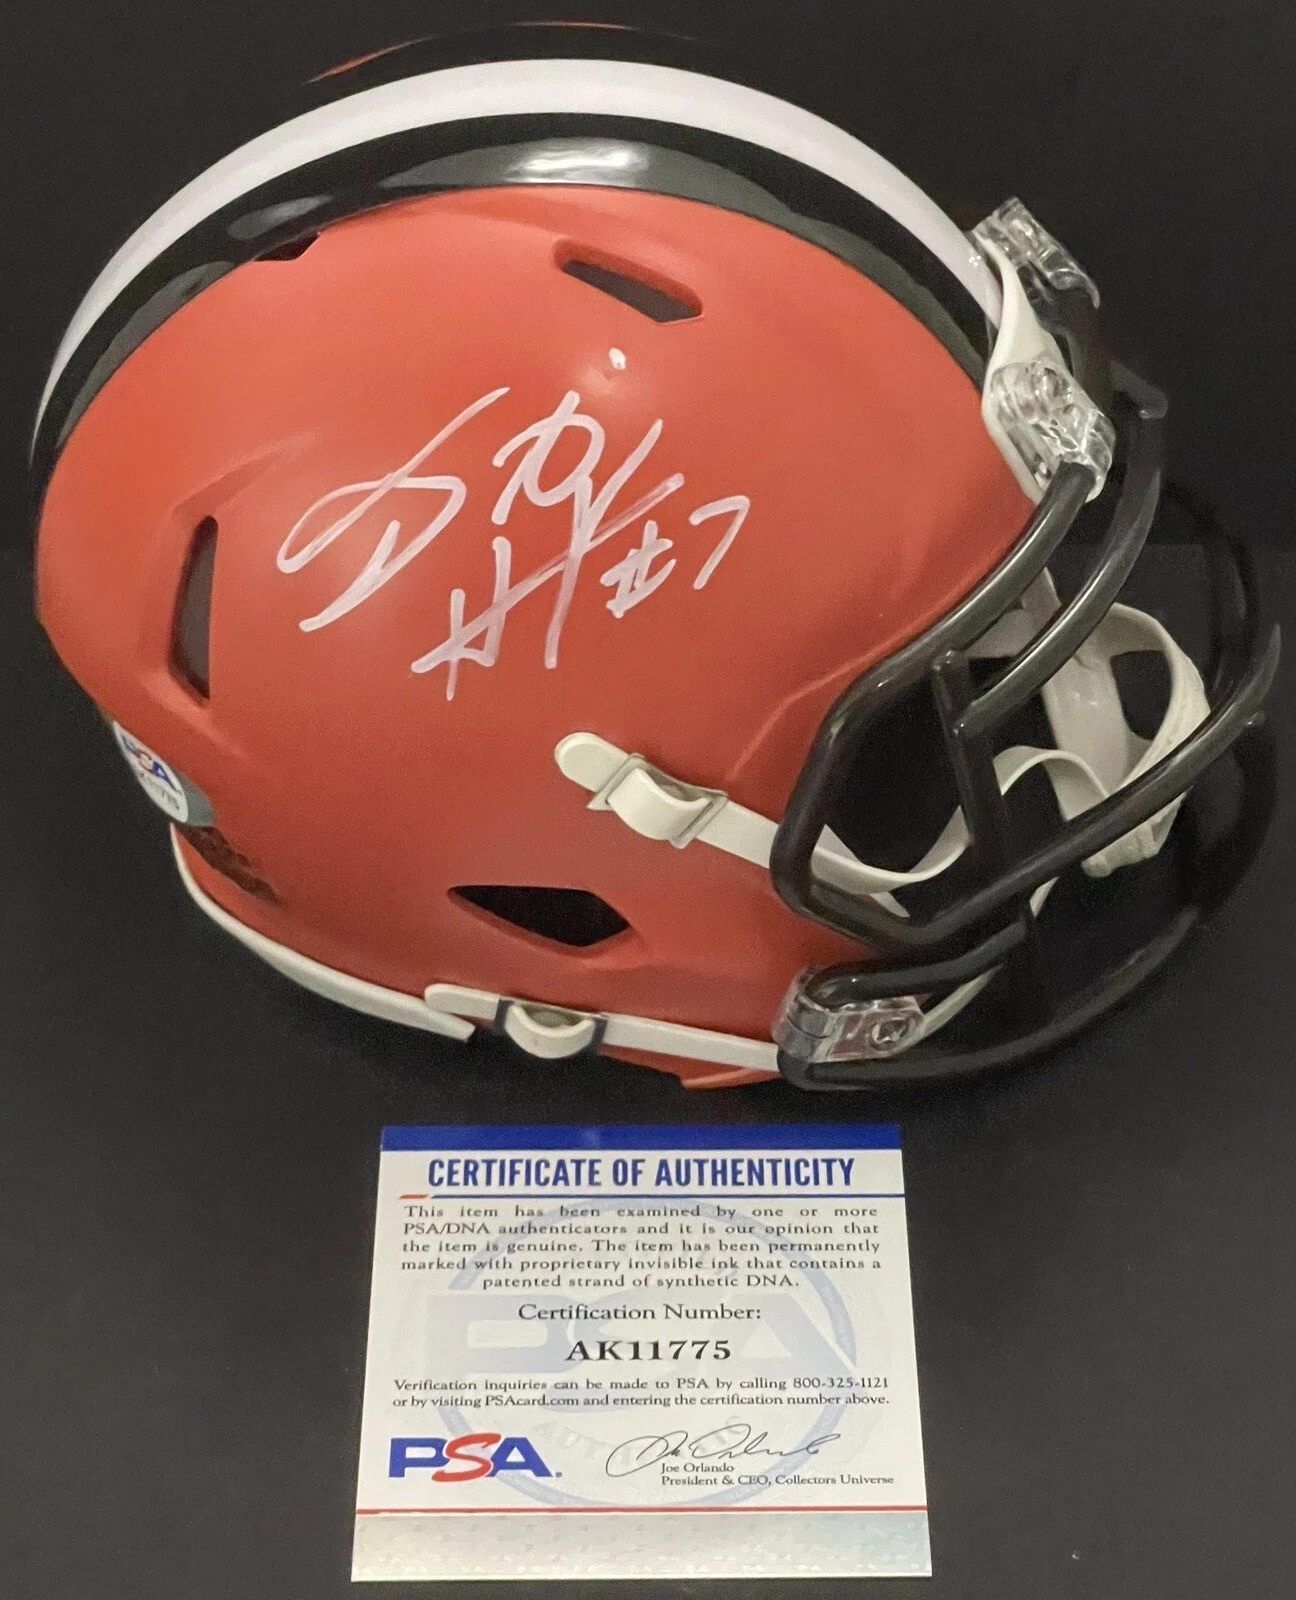 #7
PSA
AK11775
CERTIFICATE OF AUTHENTICITY
This item has been examined by one or more
PSA/DNA authenticators and it is our opinion that
the item is genuine. The item has been permanently
marked with proprietary invisible ink that contains a
patented strand of synthetic DNA.
Certification Number:
AK11775
Verification inquiries can be made to PSA by calling 800-325-1121
or by visiting PSAcard.com and entering the certification number above.
PSA.
Joe Orlando
President & CEO, Collectors Universe